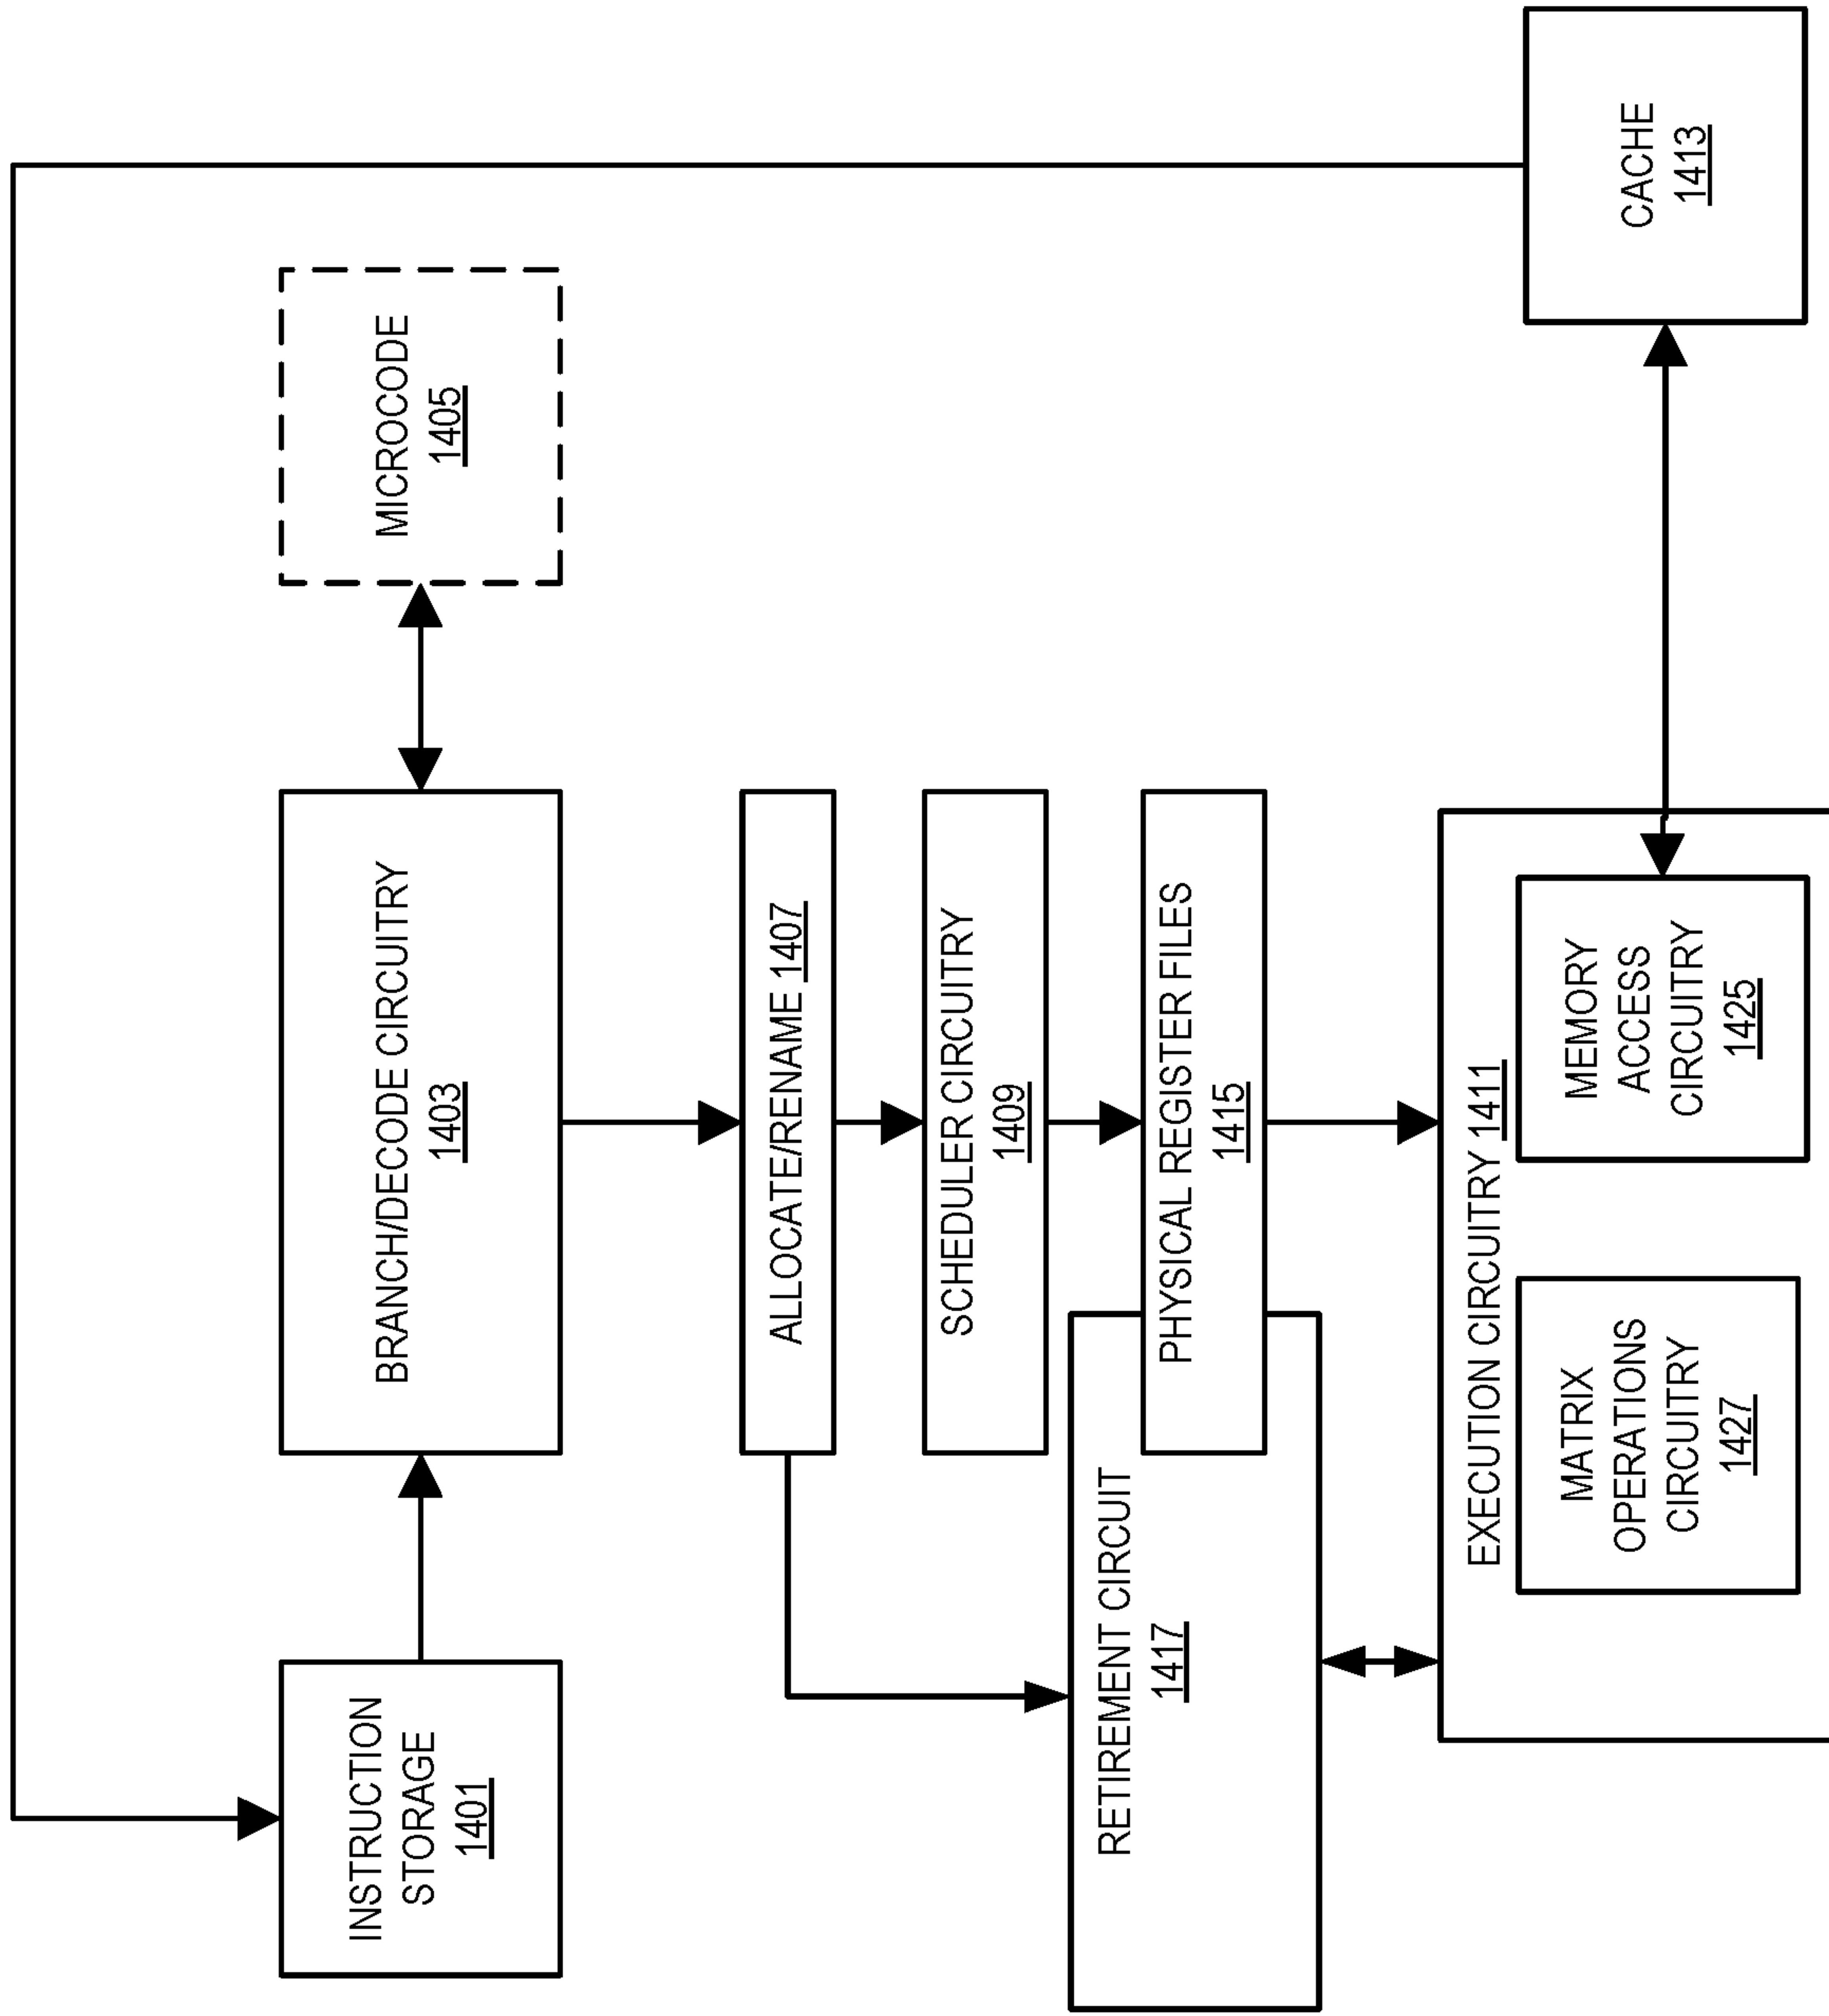 INSTRUCTION
STORAGE
1401
BRANCH/DECODE CIRCUITRY
1403
MICROCODE
1405
ALLOCATE/RENAME 1407
SCHEDULER CIRCUITRY
1409
RETIREMENT CIRCUIT
1417
PHYSICAL REGISTER FILES
1415
EXECUTION CIRCUITRY 1411
MATRIX
OPERATIONS
CIRCUITRY
1427
MEMORY
ACCESS
CIRCUITRY
1425
CACHE
1413